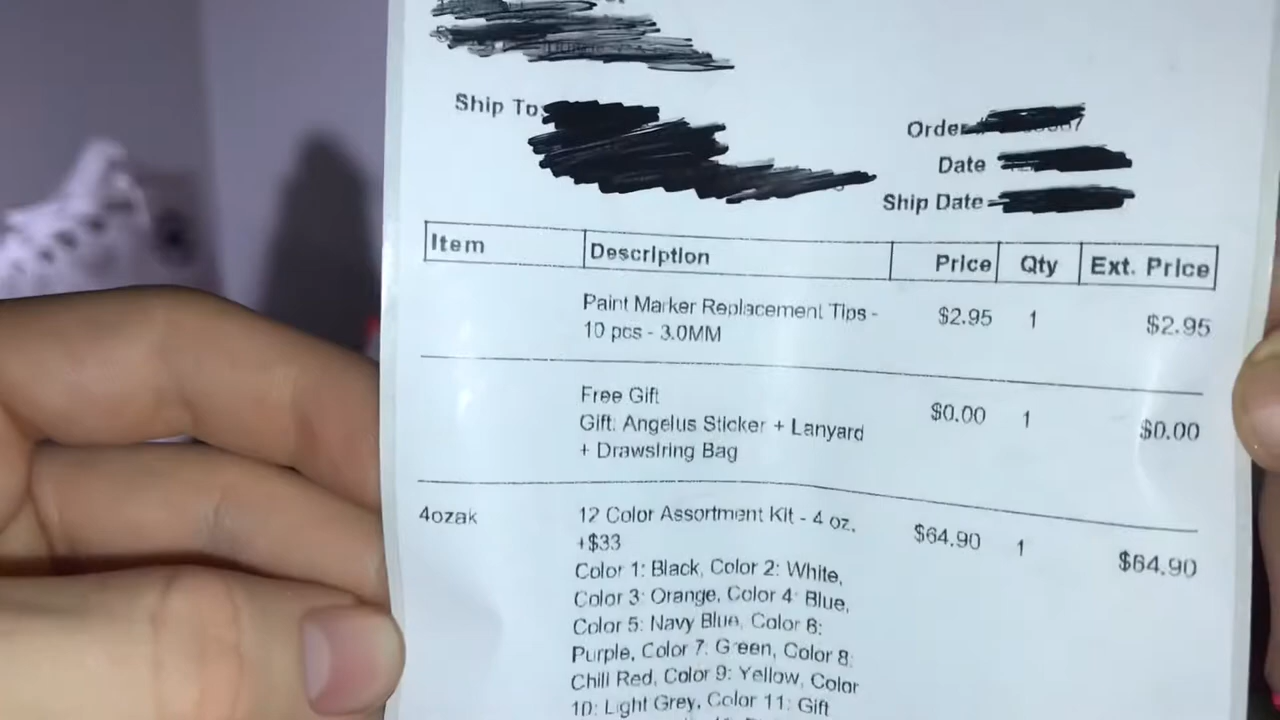 Ship To:
Order #
Date
Ship Date
Item Description Price Qty Ext. Price
Paint Marker Replacement Tips - $2.95 1 $2.95
10 pcs - 3.0MM
Free Gift $0.00 1 $0.00
Gift: Angelus Sticker + Lanyard
+ Drawstring Bag
4ozak 12 Color Assortment Kit - 4 oz. $64.90 1 $64.90
+$33
Color 1: Black, Color 2: White,
Color 3: Orange, Color 4: Blue,
Color 5: Navy Blue, Color 6:
Purple, Color 7: Green, Color 8:
Chili Red, Color 9: Yellow, Color
10: Light Grey, Color 11: Gift